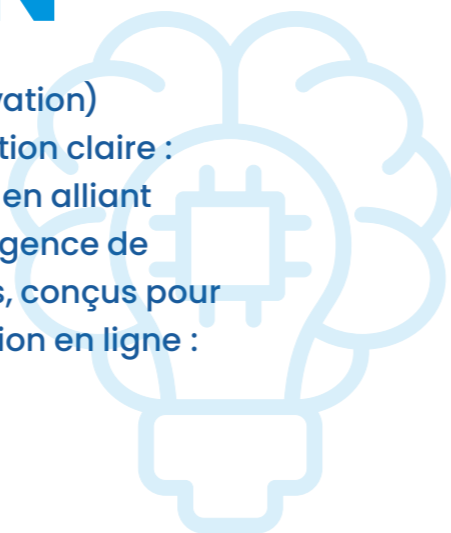 N
vation)
tion claire :
en alliant
gence de
s, conçus pour
ion en ligne :